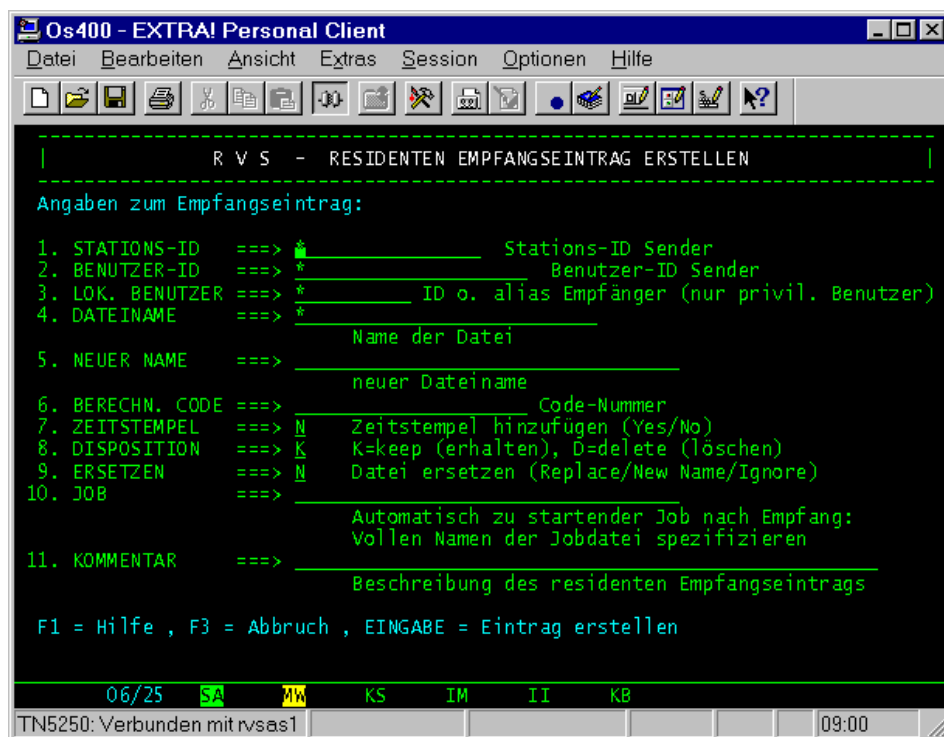 Os400 - EXTRA! Personal Client
Datei Bearbeiten Ansicht Extras Session Optionen Hilfe
R V S - RESIDENTEN EMPFANGSEINTRAG ERSTELLEN
Angaben zum Empfangseintrag:
1. STATIONS-ID ===> * Stations-ID Sender
2. BENUTZER-ID ===> * Benutzer-ID Sender
3. LOK. BENUTZER ===> * ID o. alias Empfänger (nur privil. Benutzer)
4. DATEINAME ===> *
Name der Datei
5. NEUER NAME ===>
neuer Dateiname
6. BERECHN. CODE ===> Code-Nummer
7. ZEITSTEMPEL ===> N Zeitstempel hinzufügen (Yes/No)
8. DISPOSITION ===> K K=keep (erhalten), D=delete (löschen)
9. ERSETZEN ===> N Datei ersetzen (Replace/New Name/Ignore)
10. JOB ===>
Automatisch zu startender Job nach Empfang:
Vollen Namen der Jobdatei spezifizieren
11. KOMMENTAR ===>
Beschreibung des residenten Empfangseintrags
F1 = Hilfe , F3 = Abbruch , EINGABE = Eintrag erstellen
06/25 SA MW KS IM II KB
TN5250: Verbunden mit rvsas1 09:00